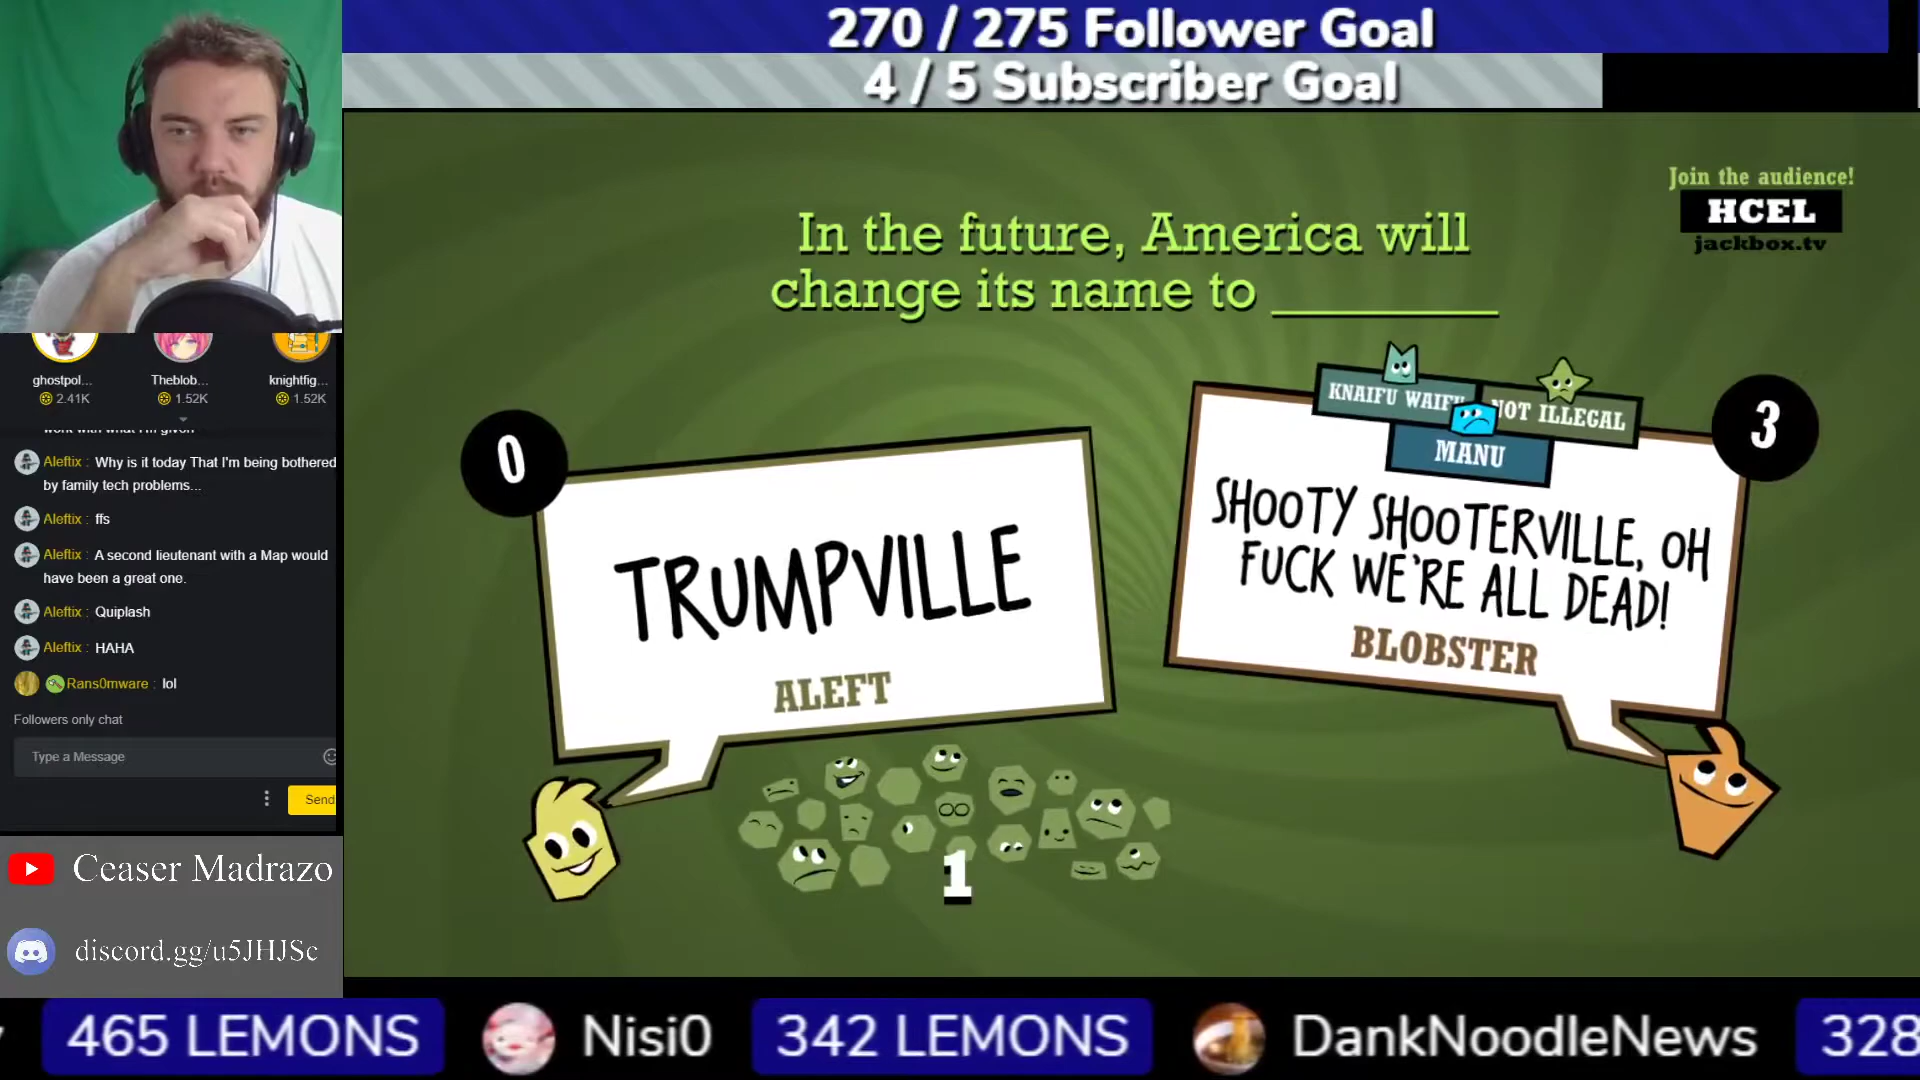 270 / 275 Follower Goal
4 / 5 Subscriber Goal
Join the audience!
HCEL
jackbox.tv
In the future, America will
change its name to ________
0
TRUMPVILLE
ALEFT
KNAIFU WAIFU
NOT ILLEGAL
MANU
3
SHOOTY SHOOTERVILLE, OH
FUCK WE'RE ALL DEAD!
BLOBSTER
1
ghostpol...
Theblob...
knightfig...
2.41K
1.52K
1.52K
work with what I'm given
Aleftix : Why is it today That I'm being bothered
by family tech problems...
Aleftix : ffs
Aleftix : A second lieutenant with a Map would
have been a great one.
Aleftix : Quiplash
Aleftix : HAHA
Rans0mware : lol
Followers only chat
Type a Message
Send
Ceaser Madrazo
discord.gg/u5JHJSc
465 LEMONS
Nisi0
342 LEMONS
DankNoodleNews
328